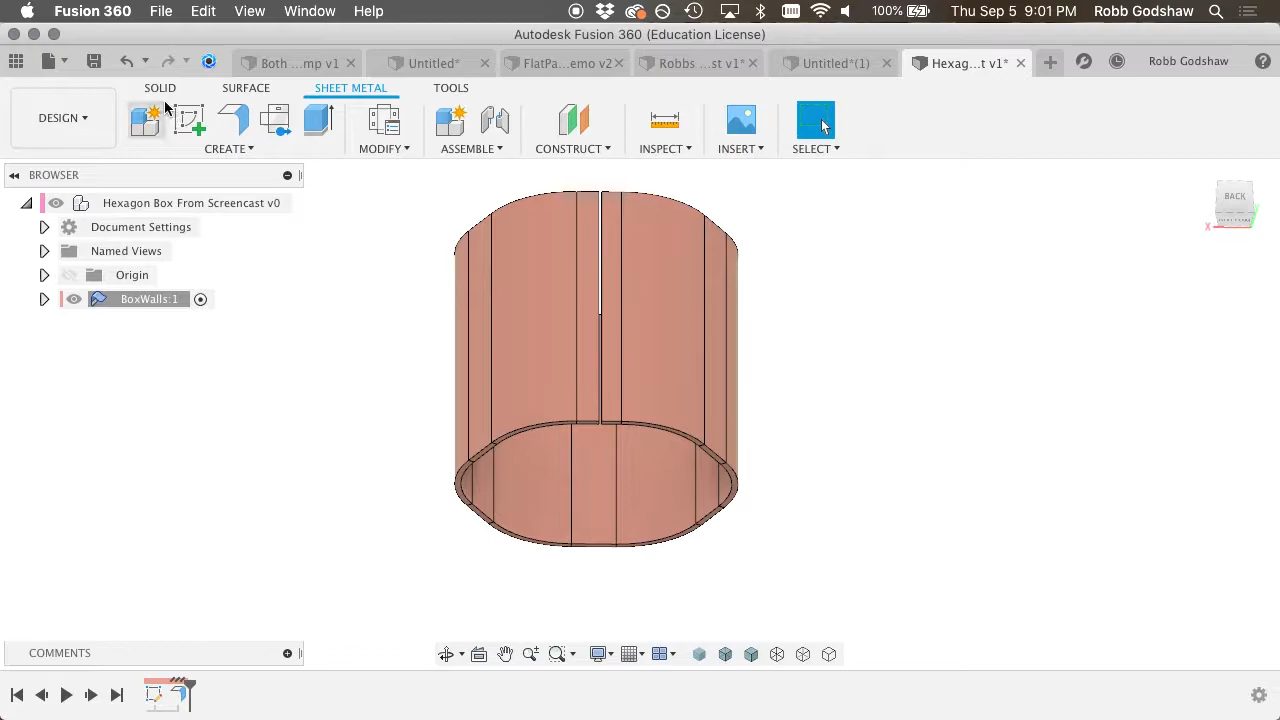 Fusion 360 File Edit View Window Help 100% Thu Sep 5 9:01 PM Robb Godshaw
Autodesk Fusion 360 (Education License)
Both ...mp v1 Untitled* FlatPa...emo v2 Robbs ...st v1* Untitled*(1) Hexag...t v1* Robb Godshaw
SOLID SURFACE SHEET METAL TOOLS
DESIGN
CREATE MODIFY ASSEMBLE CONSTRUCT INSPECT INSERT SELECT
BROWSER
BACK
Hexagon Box From Screencast v0
X
Document Settings
Named Views
Origin
BoxWalls:1
COMMENTS